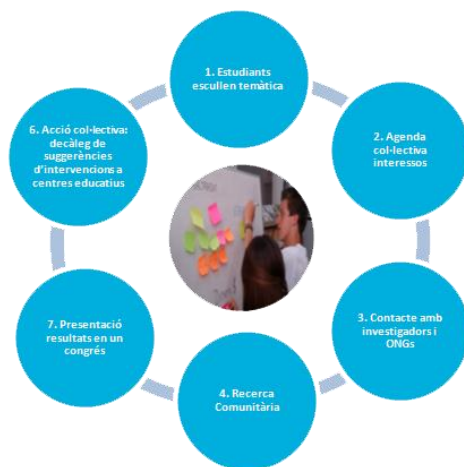 1. Estudiants
escullen temàtica
2. Agenda
col·lectiva
interessos
3. Contacte amb
investigadors i
ONGs
4. Recerca
Comunitària
7. Presentació
resultats en un
congrés
6. Acció col·lectiva:
decàleg de
suggerències
d'intervencions a
centres educatius